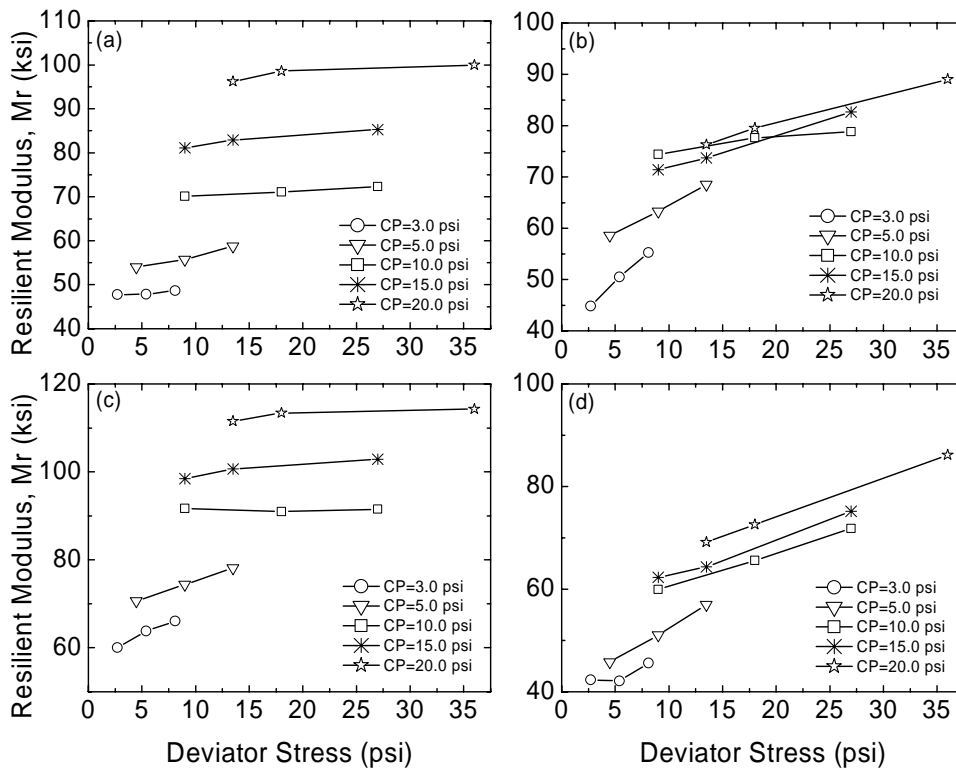 (a)
Resilient Modulus, Mr (ksi)
100
90
80
70
60
50
40
0 5 10 15 20 25 30 35
CP=3.0 psi
CP=5.0 psi
CP=10.0 psi
CP=15.0 psi
CP=20.0 psi
(b)
100
90
80
70
60
50
40
0 5 10 15 20 25 30 35
CP=3.0 psi
CP=5.0 psi
CP=10.0 psi
CP=15.0 psi
CP=20.0 psi
(c)
Resilient Modulus, Mr (ksi)
120
100
80
60
0 5 10 15 20 25 30 35
Deviator Stress (psi)
CP=3.0 psi
CP=5.0 psi
CP=10.0 psi
CP=15.0 psi
CP=20.0 psi
(d)
100
80
60
40
0 5 10 15 20 25 30 35
Deviator Stress (psi)
CP=3.0 psi
CP=5.0 psi
CP=10.0 psi
CP=15.0 psi
CP=20.0 psi